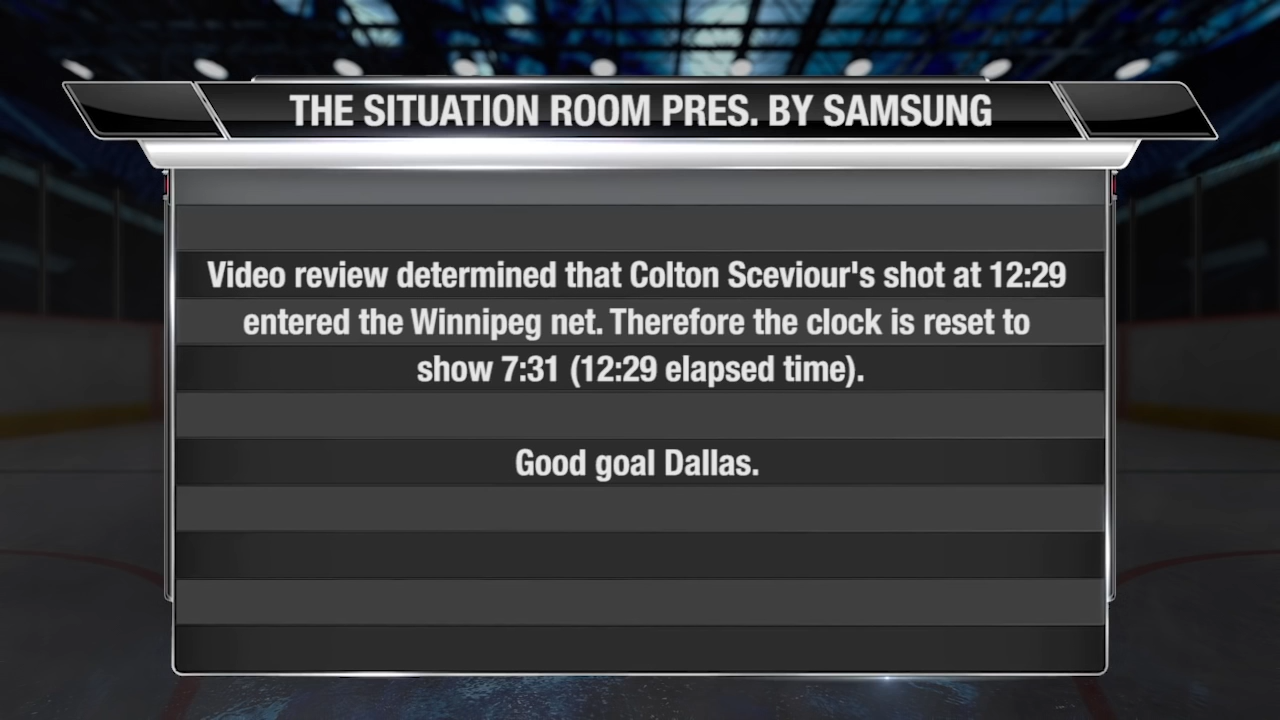 THE SITUATION ROOM PRES. BY SAMSUNG
Video review determined that Colton Sceviour's shot at 12:29
entered the Winnipeg net. Therefore the clock is reset to
show 7:31 (12:29 elapsed time).
Good goal Dallas.